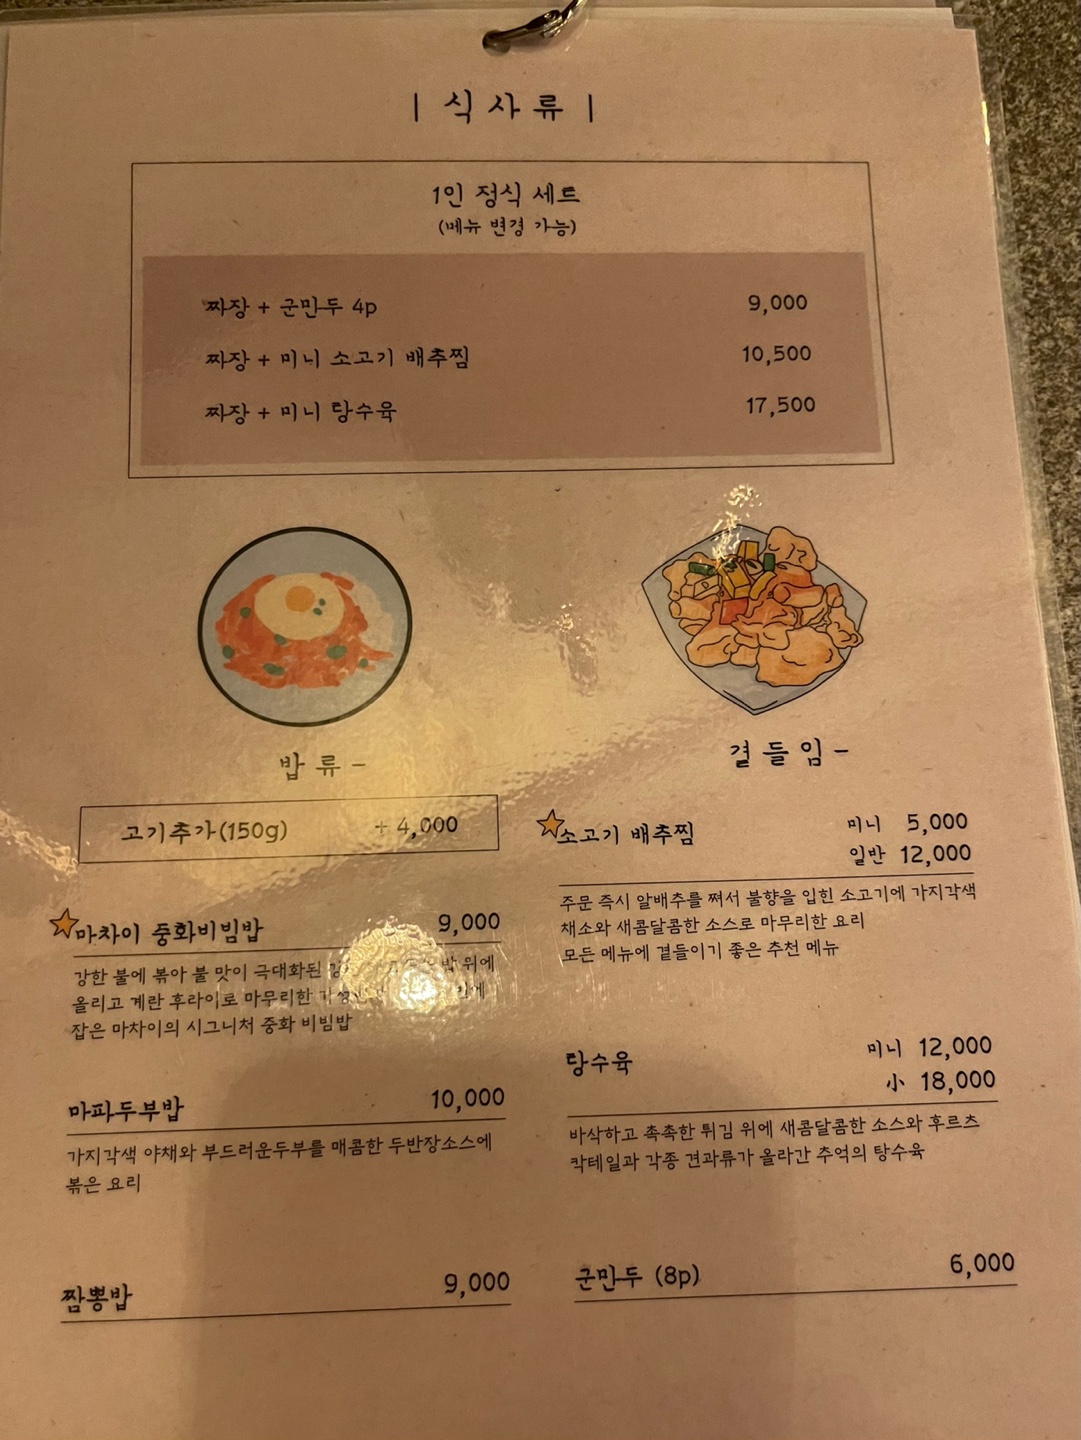 | 식사류 |
1인 정식 세트
(메뉴 변경 가능)
짜장 + 군만두 4p 9,000
짜장 + 미니 소고기 배추찜 10,500
짜장 + 미니 탕수육 17,500
밥류 -
고기추가(150g) + 4,000
마차이 중화비빔밥 9,000
강한 불에 볶아 불 맛이 극대화된 밥 위에
올리고 계란 후라이로 마무리한
잡은 마차이의 시그니처 중화 비빔밥
마파두부밥 10,000
가지각색 야채와 부드러운두부를 매콤한 두반장소스에
볶은 요리
짬뽕밥 9,000
곁들임 -
소고기 배추찜 미니 5,000
일반 12,000
주문 즉시 알배추를 쪄서 불향을 입힌 소고기에 가지각색
채소와 새콤달콤한 소스로 마무리한 요리
모든 메뉴에 곁들이기 좋은 추천 메뉴
탕수육 미니 12,000
小 18,000
바삭하고 촉촉한 튀김 위에 새콤달콤한 소스와 후르츠
칵테일과 각종 견과류가 올라간 추억의 탕수육
군만두 (8p) 6,000